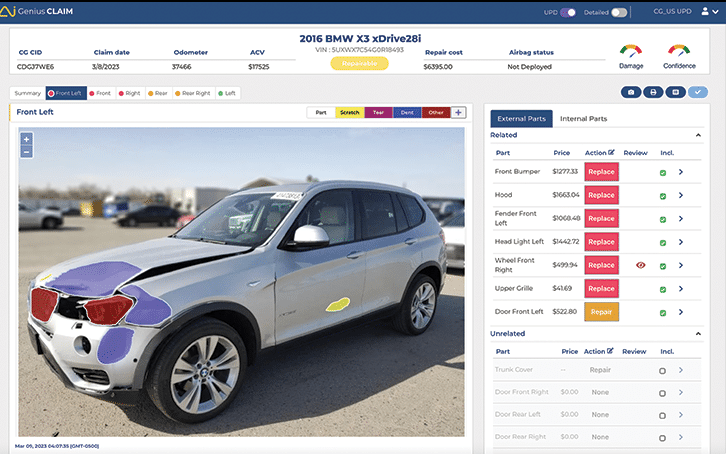 Genius CLAIM
UPD Detailed CG_US UPD
2016 BMW X3 xDrive28i
VIN : 5UXWX7C54G0R18493
Repairable
CG CID Claim date Odometer ACV Repair cost Airbag status
CDGJ7WE6 3/8/2023 37466 $17525 $6395.00 Not Deployed
Damage Confidence
Summary Front Left Front Right Rear Rear Right Left
Front Left
Part Scratch Tear Dent Other +
+
−
External Parts Internal Parts
Related
Part Price Action Review Incl.
Front Bumper $1277.33 Replace
Hood $1663.04 Replace
Fender Front Left $1068.48 Replace
Head Light Left $1442.72 Replace
Wheel Front Right $499.94 Replace
Upper Grille $41.69 Replace
Door Front Left $522.80 Repair
Unrelated
Part Price Action Review Incl.
Trunk Cover -- Repair
Door Front Right $0.00 None
Door Rear Left $0.00 None
Door Rear Right $0.00 None
Mar 09, 2023 04:07:35 (GMT-0500)